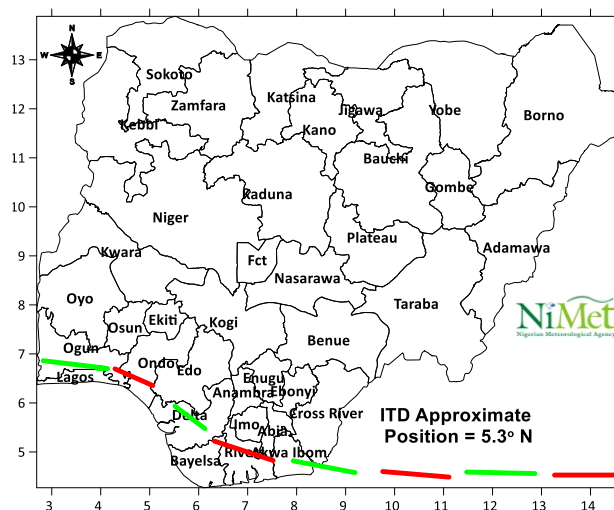 N
W E
S
13
12
11
10
9
8
7
6
5
Sokoto
Zamfara
Katsina
Jigawa
Yobe
Borno
Kebbi
Kano
Bauchi
Gombe
Kaduna
Niger
Plateau
Adamawa
Kwara
Fct
Nasarawa
Taraba
Oyo
NiMet
Nigerian Meteorological Agency
Osun
Ekiti
Kogi
Benue
Ogun
Ondo
Edo
Enugu
Lagos
Anambra
Ebonyi
Delta
Imo
Abia
Cross River
ITD Approximate
Position = 5.3° N
Bayelsa
Rivers
Akwa Ibom
3 4 5 6 7 8 9 10 11 12 13 14